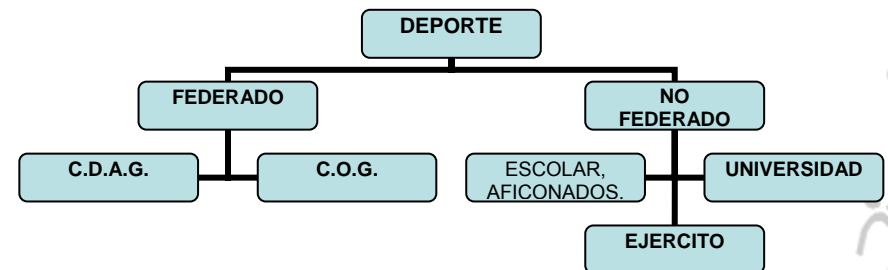 DEPORTE
FEDERADO
NO
FEDERADO
C.D.A.G.
C.O.G.
ESCOLAR,
AFICONADOS.
UNIVERSIDAD
EJERCITO